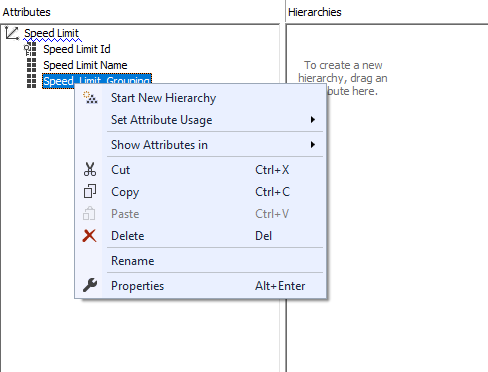 Attributes
Hierarchies
Speed Limit
Speed Limit Id
Speed Limit Name
Speed Limit Grouping
To create a new
hierarchy, drag an
bute here.
Start New Hierarchy
Set Attribute Usage
Show Attributes in
Cut Ctrl+X
Copy Ctrl+C
Paste Ctrl+V
Delete Del
Rename
Properties Alt+Enter